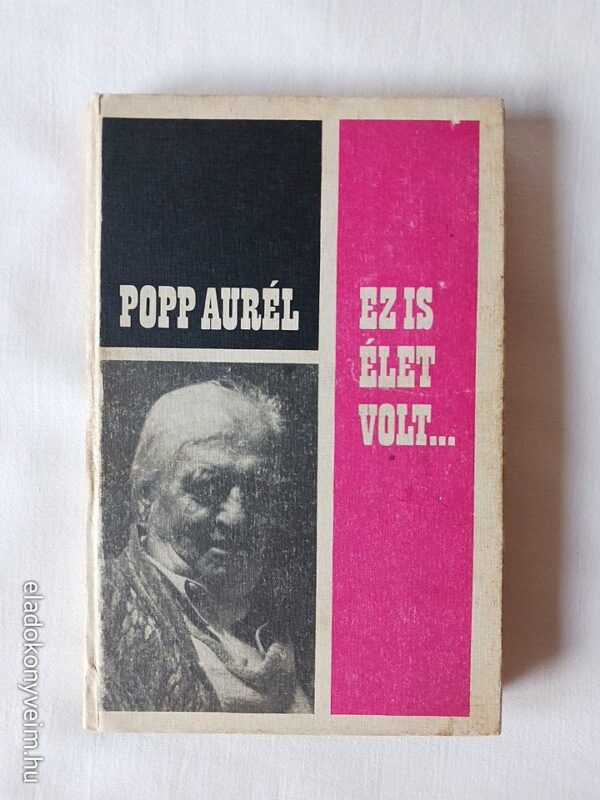 POPP AURÉL
EZ IS
ÉLET
VOLT...
eladokonyveim.hu